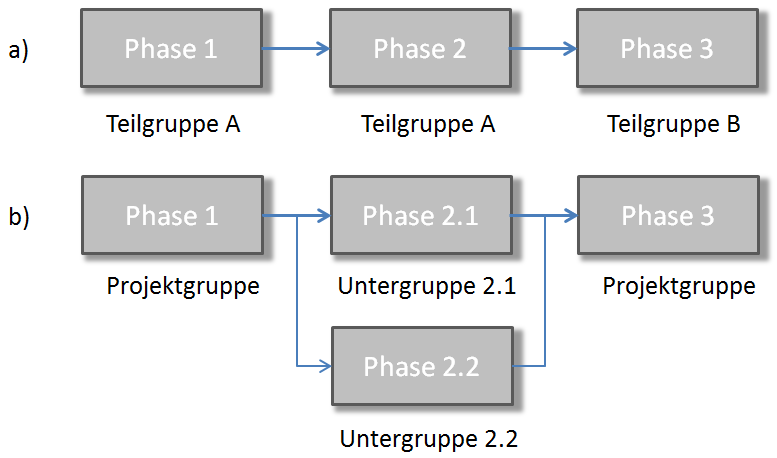 a) Phase 1 Phase 2 Phase 3
Teilgruppe A Teilgruppe A Teilgruppe B
b) Phase 1 Phase 2.1 Phase 3
Projektgruppe Untergruppe 2.1 Projektgruppe
Phase 2.2
Untergruppe 2.2